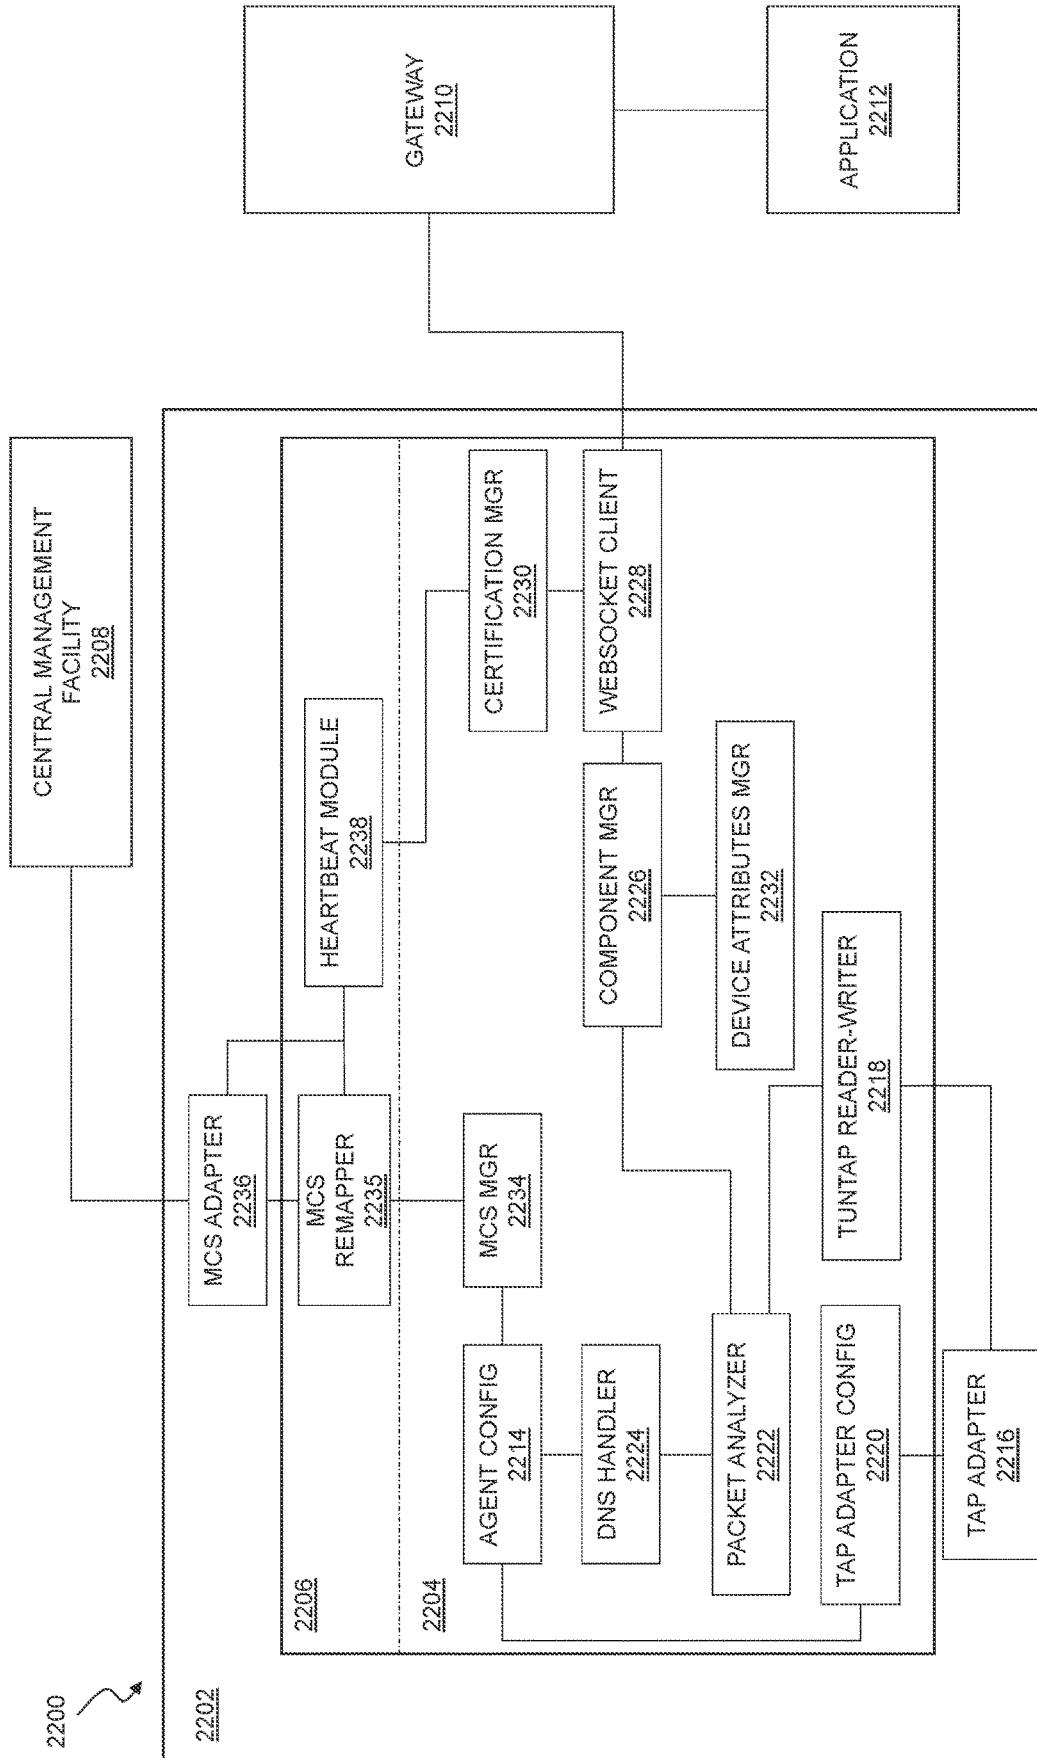 2200
2202
CENTRAL MANAGEMENT
FACILITY
2208
MCS ADAPTER
2236
2206
MCS
REMAPPER
2235
HEARTBEAT MODULE
2238
2204
AGENT CONFIG
2214
MCS MGR
2234
CERTIFICATION MGR
2230
DNS HANDLER
2224
COMPONENT MGR
2226
WEBSOCKET CLIENT
2228
PACKET ANALYZER
2222
DEVICE ATTRIBUTES MGR
2232
TAP ADAPTER CONFIG
2220
TUNTAP READER-WRITER
2218
TAP ADAPTER
2216
GATEWAY
2210
APPLICATION
2212